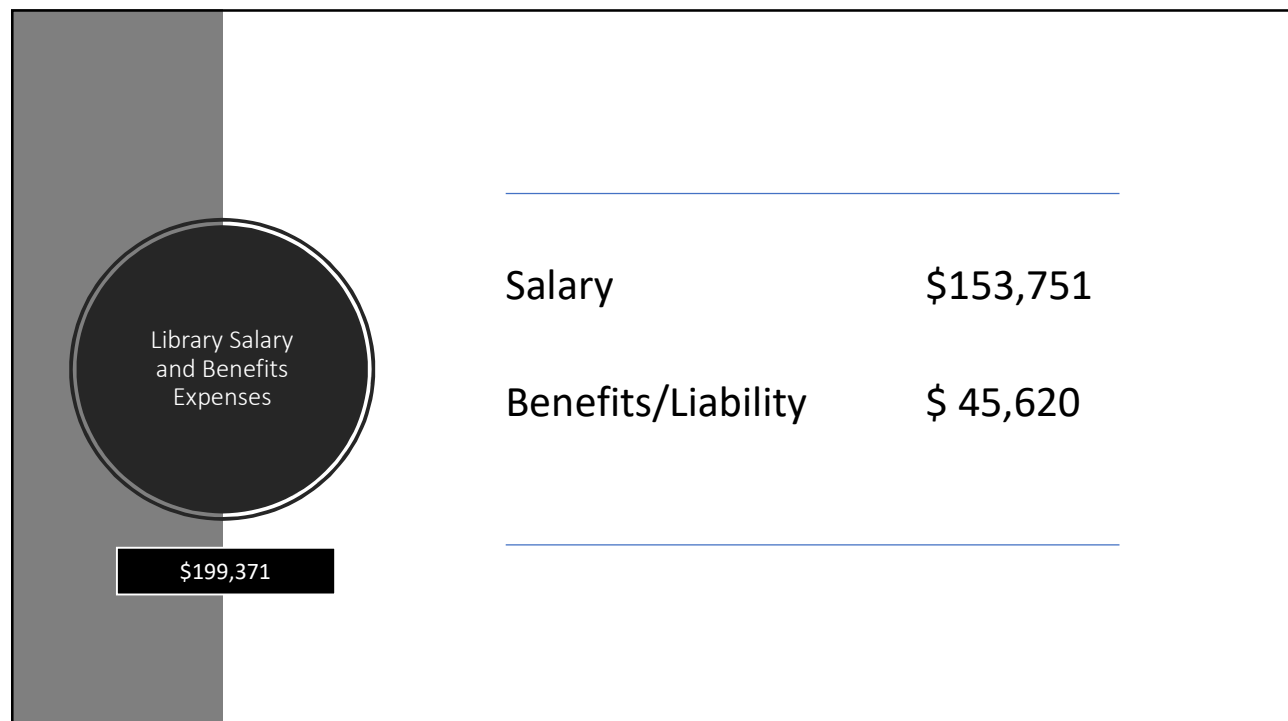 Library Salary
and Benefits
Expenses
$199,371
Salary $153,751
Benefits/Liability $ 45,620